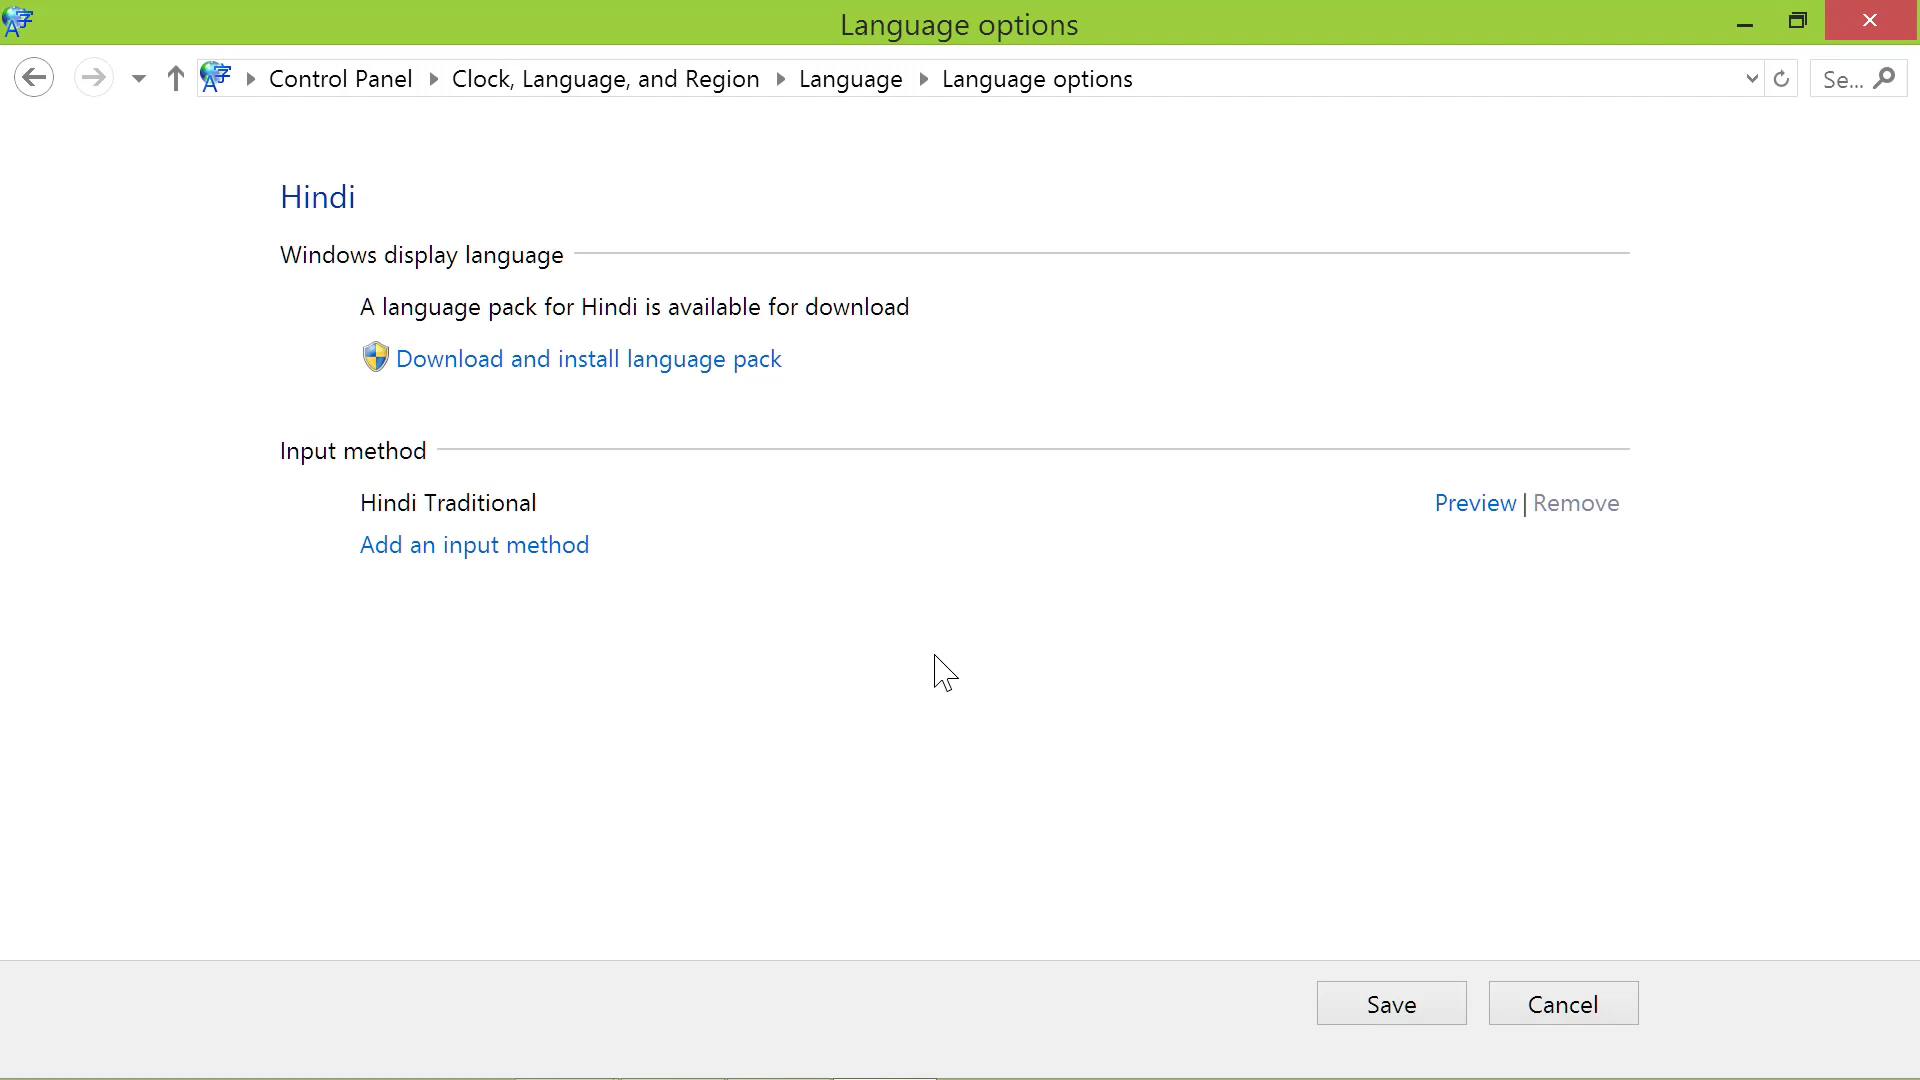 Language options
Control Panel Clock, Language, and Region Language Language options Se...
Hindi
Windows display language
A language pack for Hindi is available for download
Download and install language pack
Input method
Hindi Traditional Preview | Remove
Add an input method
Save Cancel